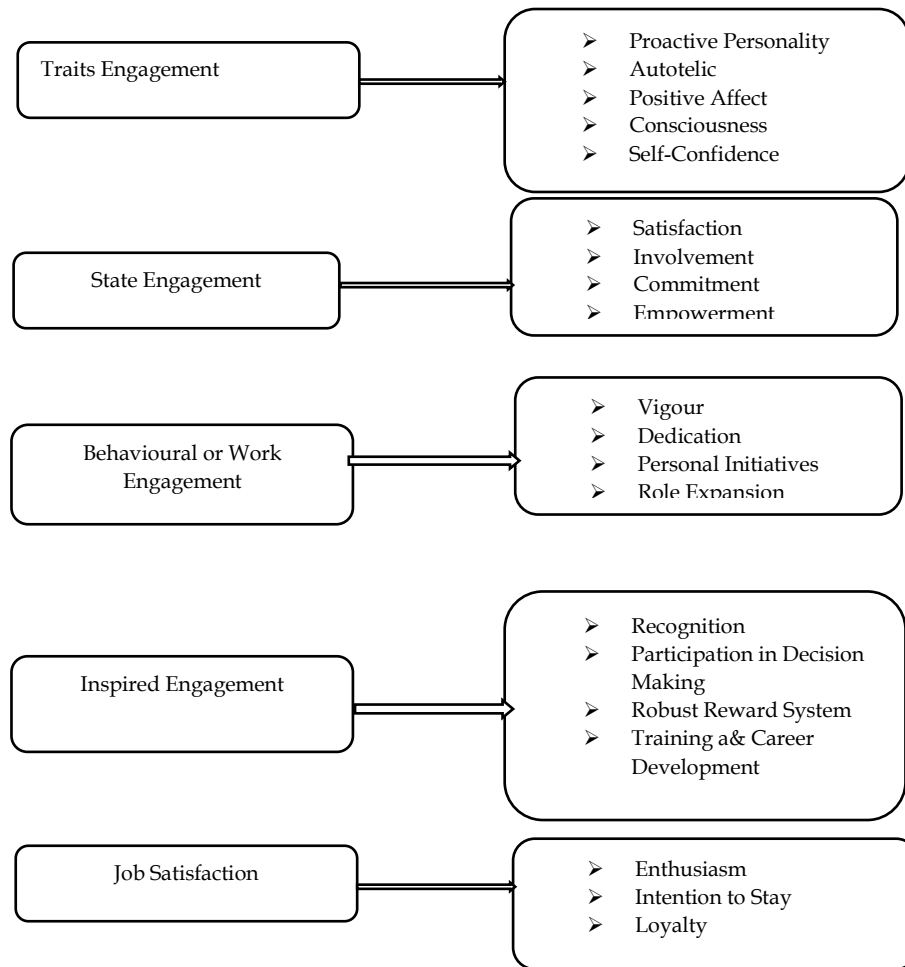 Traits Engagement
➢ Proactive Personality
➢ Autotelic
➢ Positive Affect
➢ Consciousness
➢ Self-Confidence
State Engagement
➢ Satisfaction
➢ Involvement
➢ Commitment
➢ Empowerment
Behavioural or Work
Engagement
➢ Vigour
➢ Dedication
➢ Personal Initiatives
➢ Role Expansion
Inspired Engagement
➢ Recognition
➢ Participation in Decision
Making
➢ Robust Reward System
➢ Training a& Career
Development
Job Satisfaction
➢ Enthusiasm
➢ Intention to Stay
➢ Loyalty